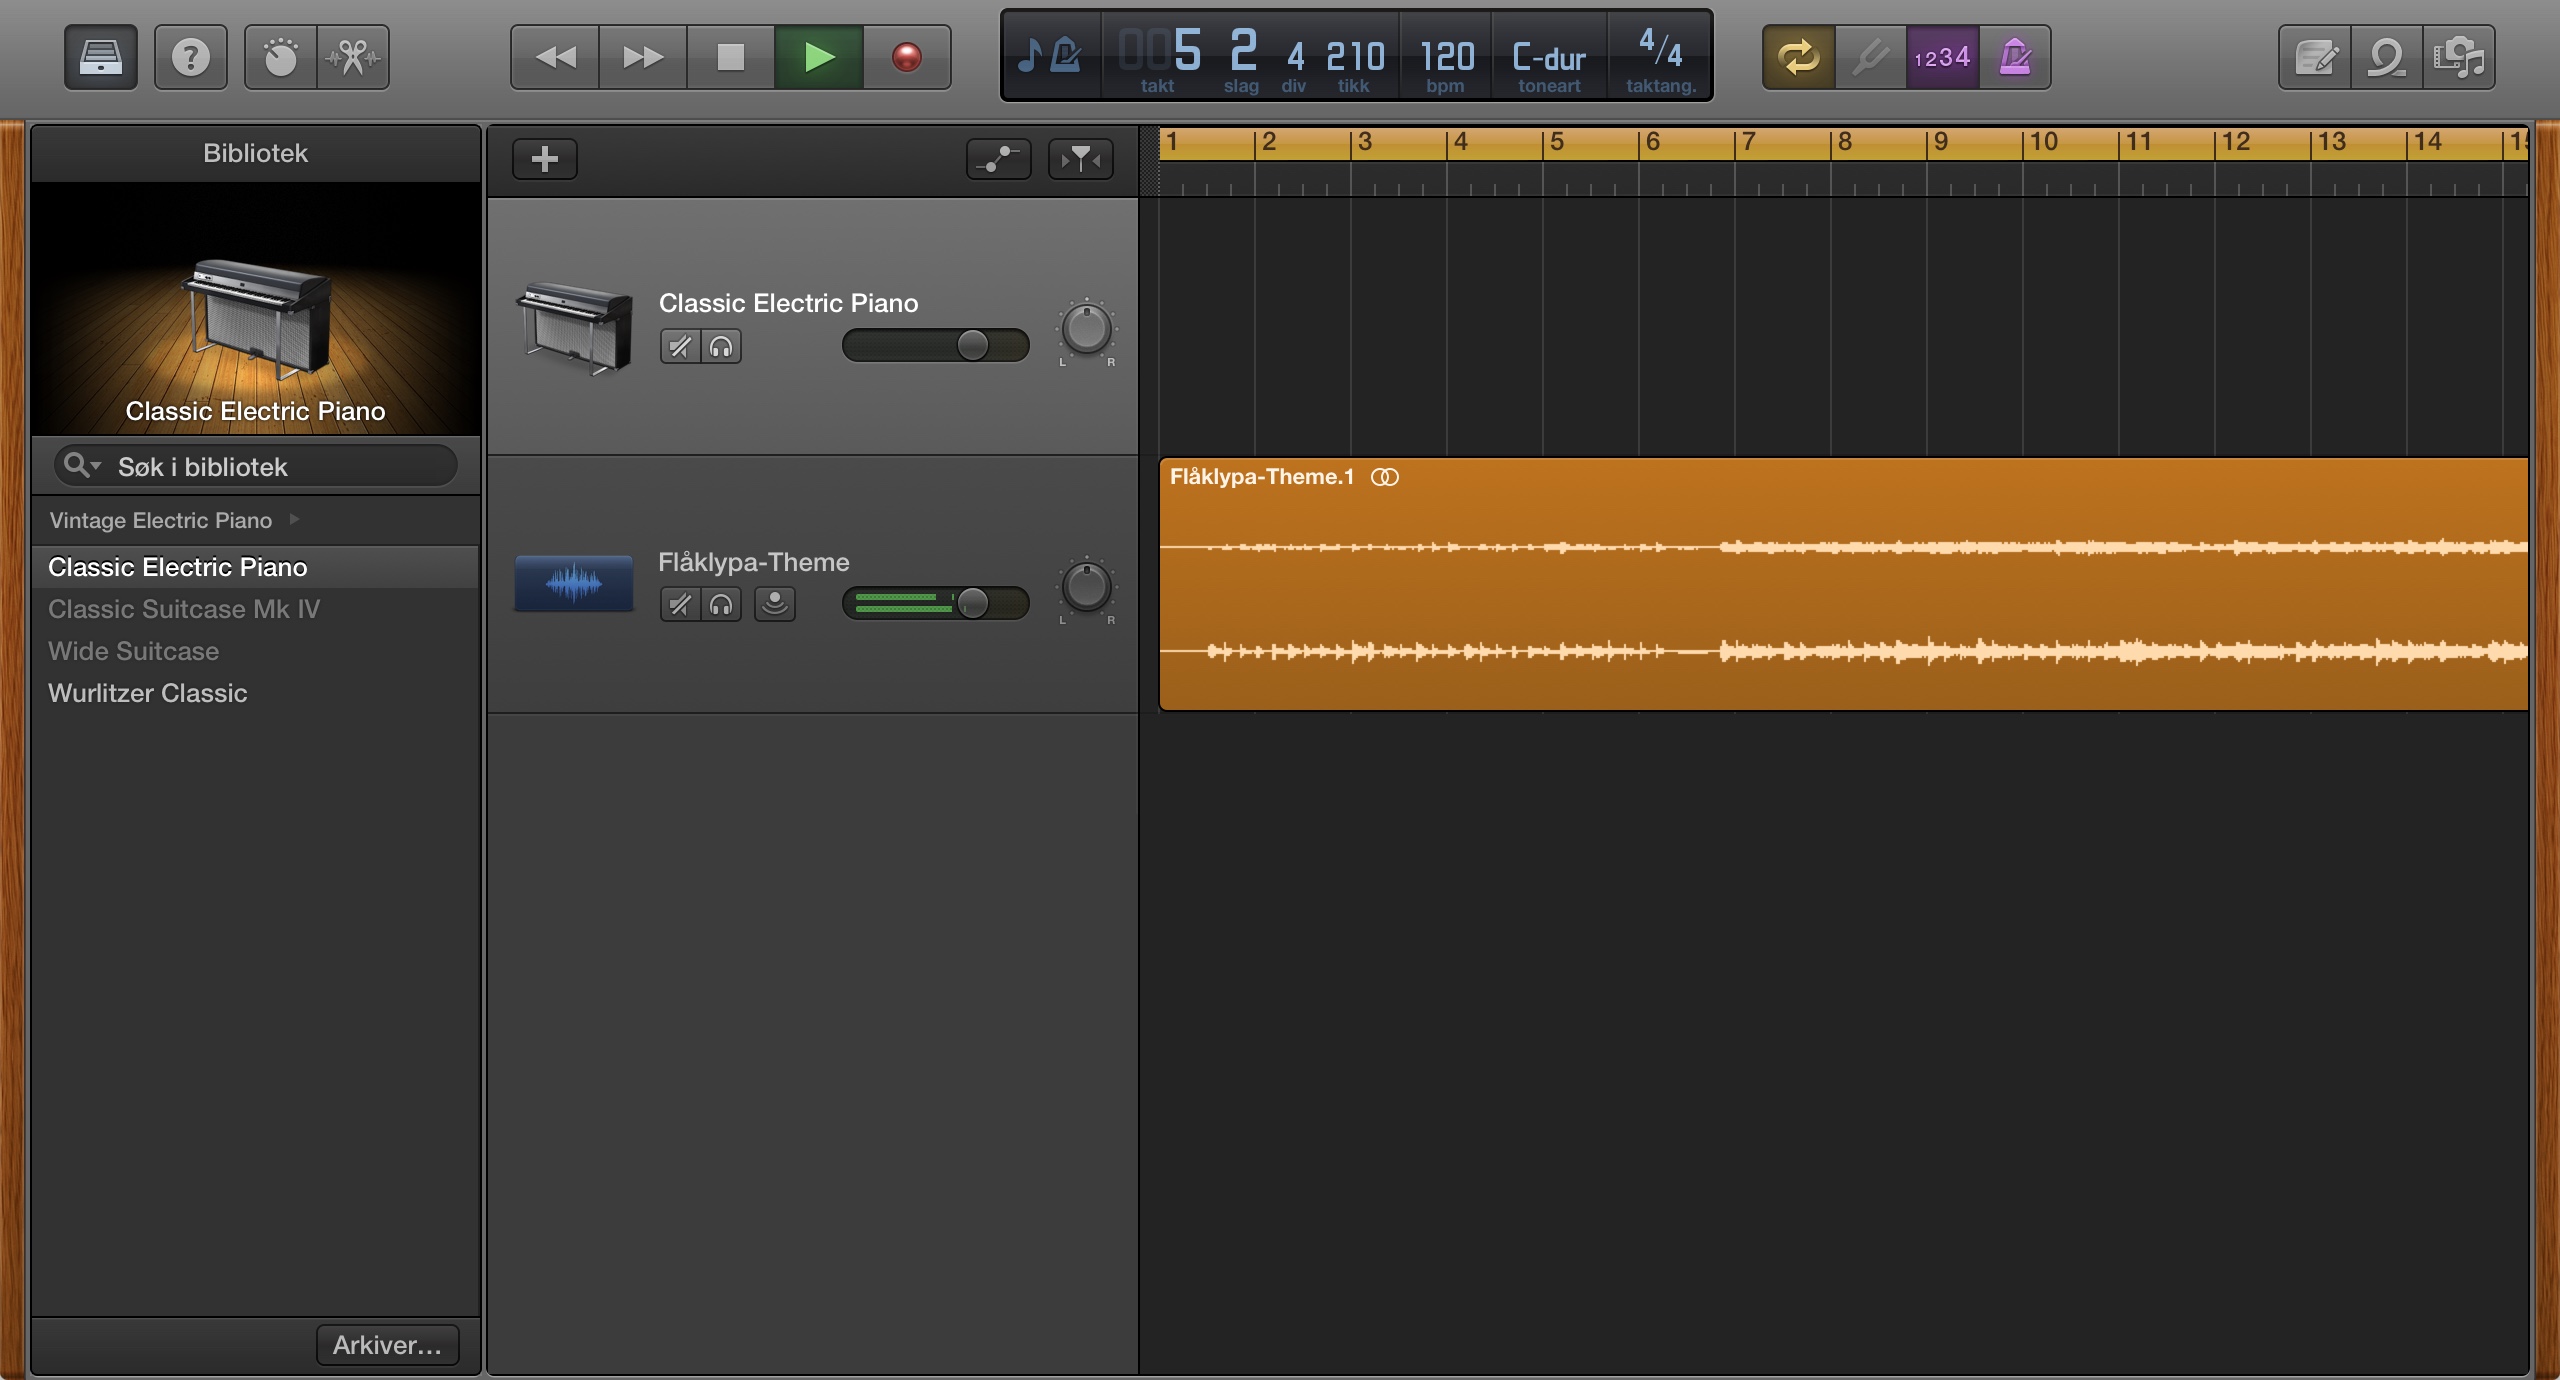 005 2 4 210 120 C-dur 4/4
takt slag div tikk bpm toneart taktang.
1234
Bibliotek
Classic Electric Piano
Søk i bibliotek
Vintage Electric Piano
Classic Electric Piano
Classic Suitcase Mk IV
Wide Suitcase
Wurlitzer Classic
Arkiver...
Classic Electric Piano
L R
Flåklypa-Theme
L R
1 2 3 4 5 6 7 8 9 10 11 12 13 14
Flåklypa-Theme.1